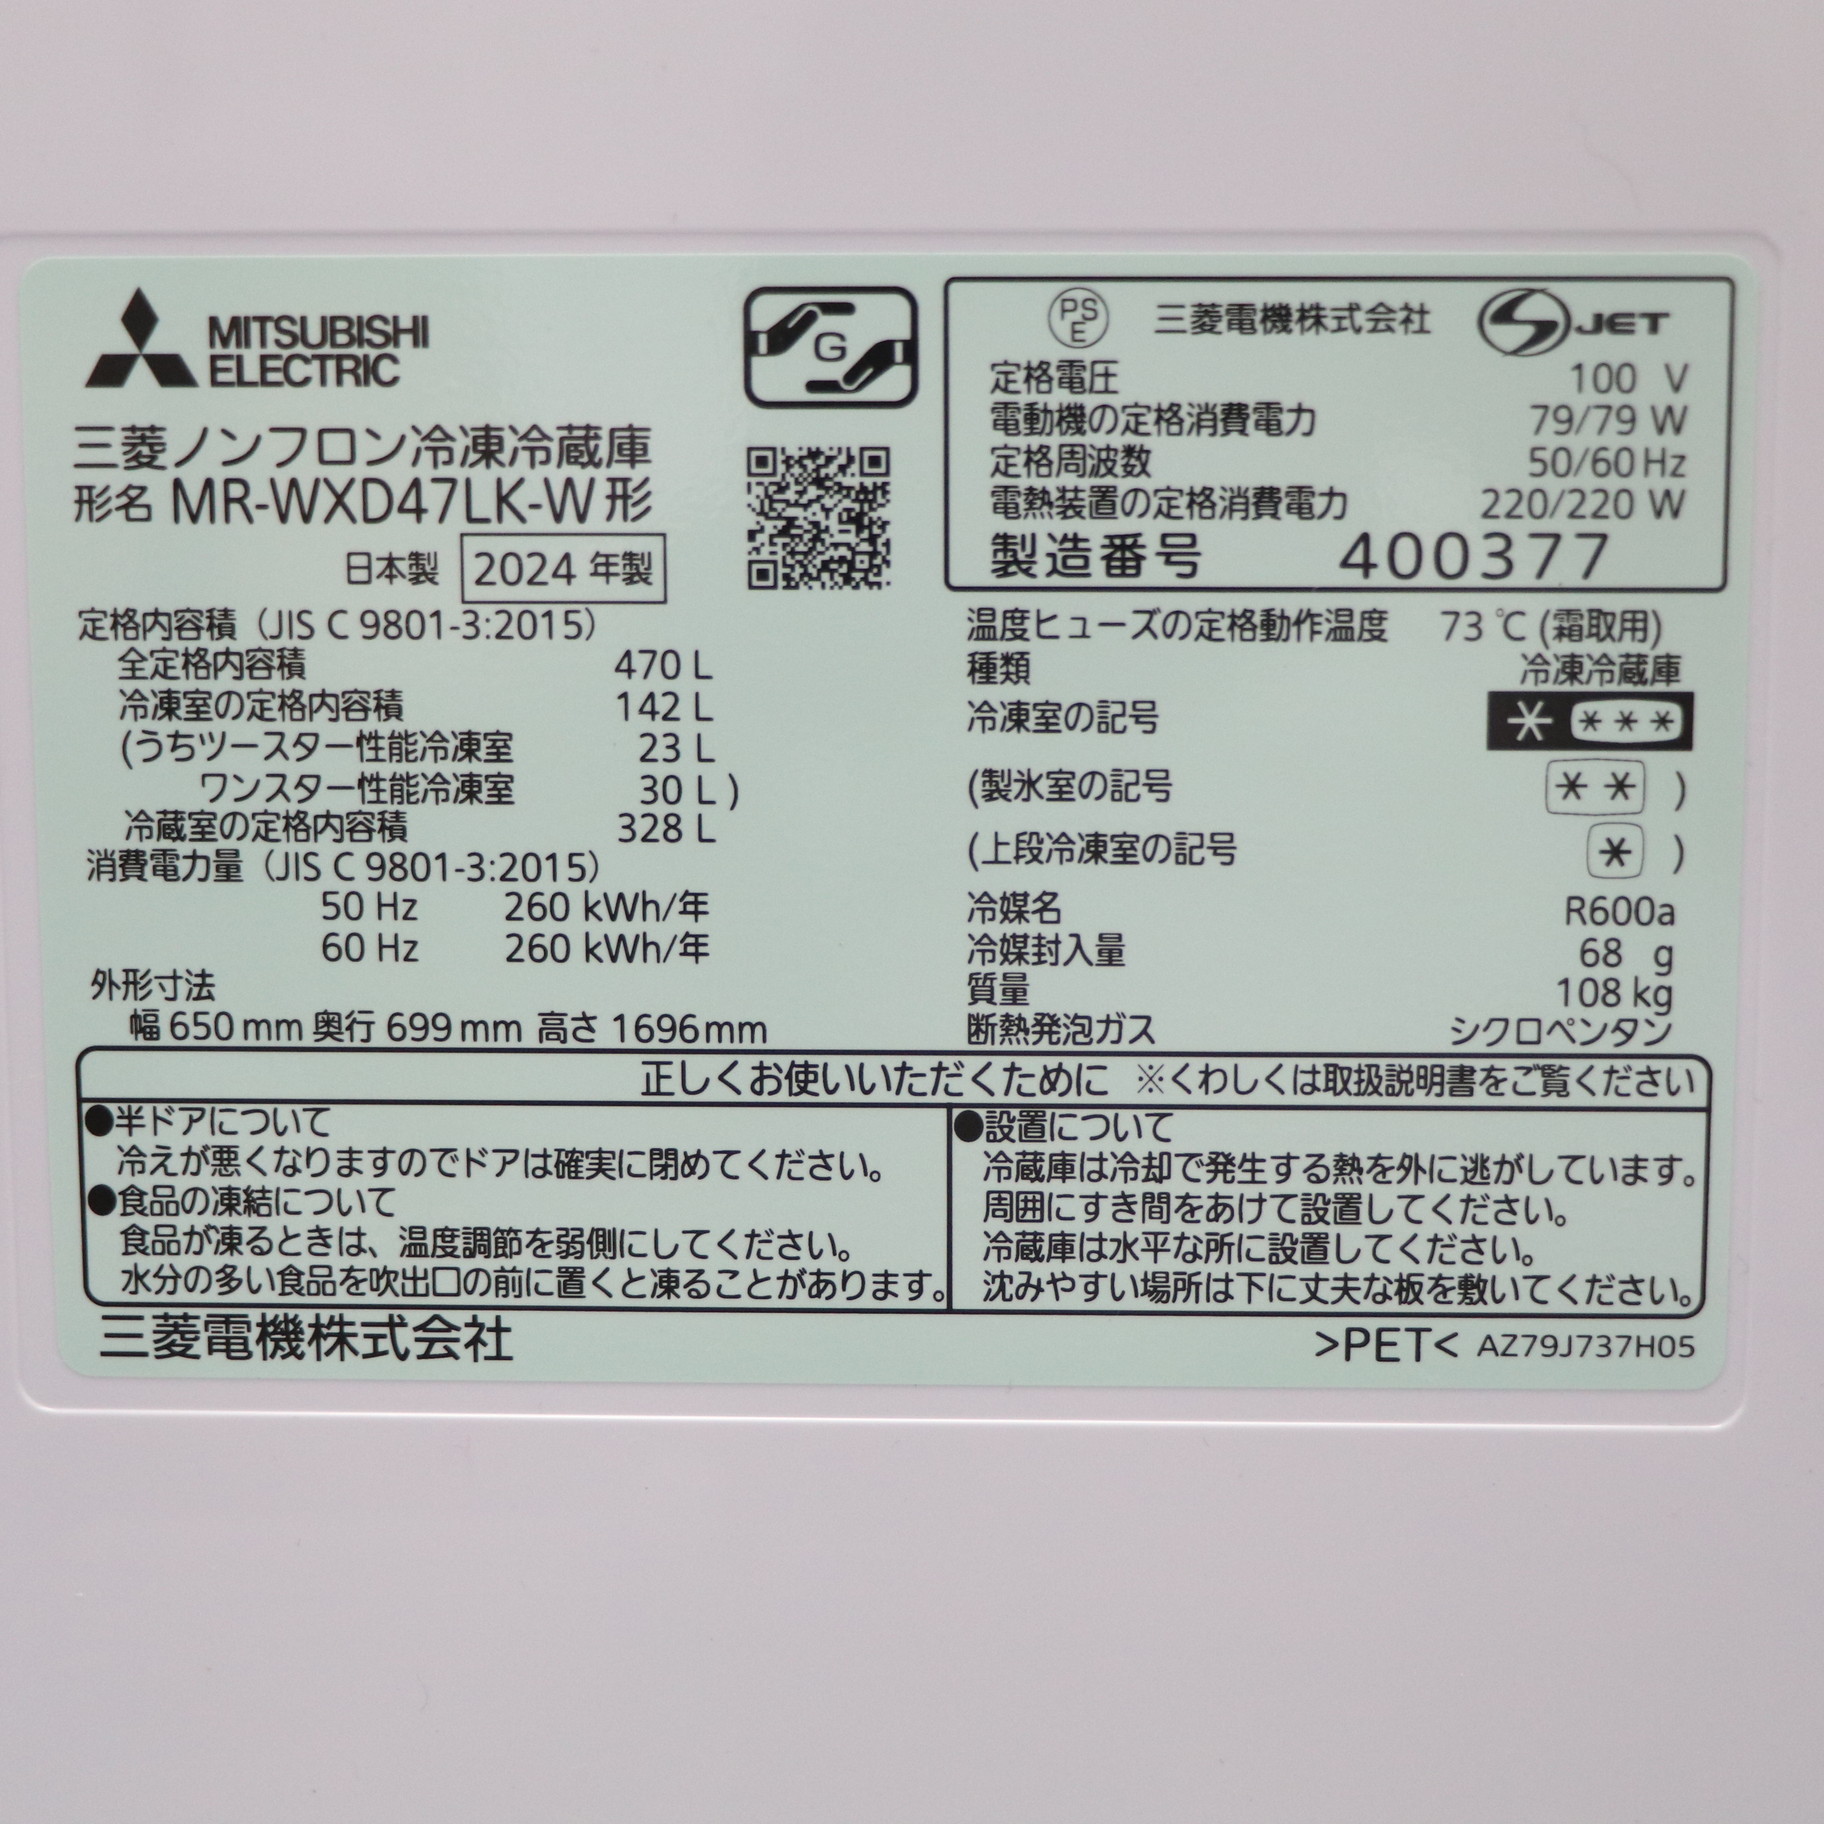 MITSUBISHI
ELECTRIC
G
三菱ノンフロン冷凍冷蔵庫
形名 MR-WXD47LK-W形
日本製 2024 年製
定格内容積（JIS C 9801-3:2015）
全定格内容積 470 L
冷凍室の定格内容積 142 L
(うちツースター性能冷凍室 23 L
ワンスター性能冷凍室 30 L )
冷蔵室の定格内容積 328 L
消費電力量（JIS C 9801-3:2015）
50 Hz 260 kWh/年
60 Hz 260 kWh/年
外形寸法
幅 650 mm 奥行 699 mm 高さ 1696 mm
PS
E
三菱電機株式会社 JET
定格電圧 100 V
電動機の定格消費電力 79/79 W
定格周波数 50/60 Hz
電熱装置の定格消費電力 220/220 W
製造番号 400377
温度ヒューズの定格動作温度 73 ℃ (霜取用)
種類 冷凍冷蔵庫
冷凍室の記号 * ***
(製氷室の記号 ** )
(上段冷凍室の記号 * )
冷媒名 R600a
冷媒封入量 68 g
質量 108 kg
断熱発泡ガス シクロペンタン
正しくお使いいただくために ※くわしくは取扱説明書をご覧ください
●半ドアについて
冷えが悪くなりますのでドアは確実に閉めてください。
●食品の凍結について
食品が凍るときは、温度調節を弱側にしてください。
水分の多い食品を吹出口の前に置くと凍ることがあります。
●設置について
冷蔵庫は冷却で発生する熱を外に逃がしています。
周囲にすき間をあけて設置してください。
冷蔵庫は水平な所に設置してください。
沈みやすい場所は下に丈夫な板を敷いてください。
三菱電機株式会社
>PET< AZ79J737H05